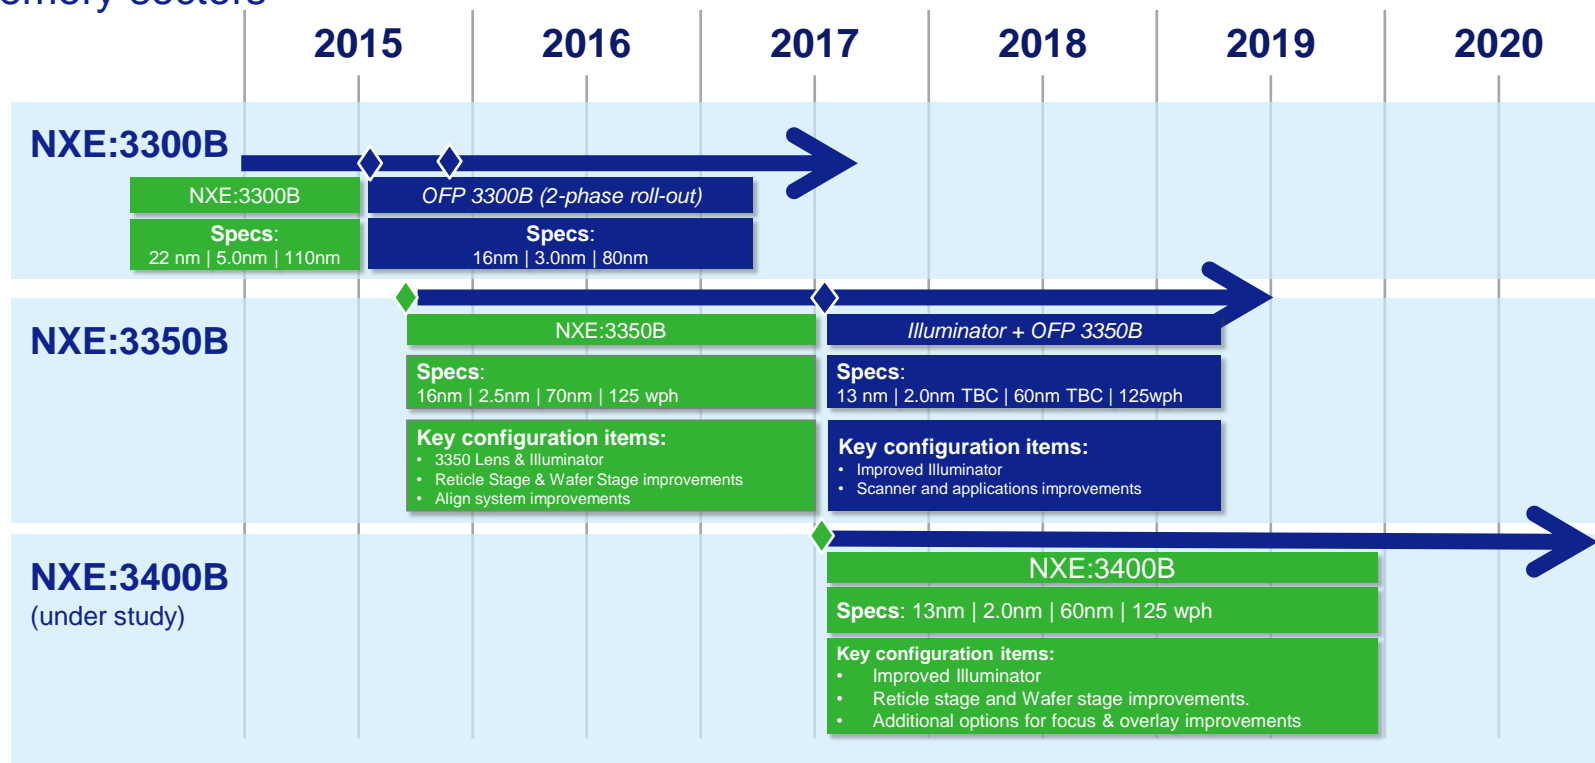 emory sectors
2015 2016 2017 2018 2019 2020
NXE:3300B
NXE:3300B
OFP 3300B (2-phase roll-out)
Specs:
22 nm | 5.0nm | 110nm
Specs:
16nm | 3.0nm | 80nm
NXE:3350B
NXE:3350B
Illuminator + OFP 3350B
Specs:
16nm | 2.5nm | 70nm | 125 wph
Specs:
13 nm | 2.0nm TBC | 60nm TBC | 125wph
Key configuration items:
• 3350 Lens & Illuminator
• Reticle Stage & Wafer Stage improvements
• Align system improvements
Key configuration items:
• Improved Illuminator
• Scanner and applications improvements
NXE:3400B
(under study)
NXE:3400B
Specs: 13nm | 2.0nm | 60nm | 125 wph
Key configuration items:
• Improved Illuminator
• Reticle stage and Wafer stage improvements.
• Additional options for focus & overlay improvements